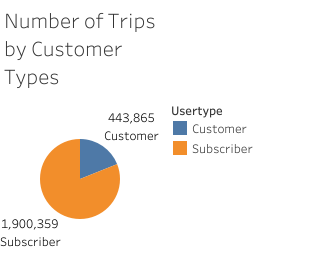 Number of Trips
by Customer
Types
443,865
Customer
Usertype
Customer
Subscriber
1,900,359
Subscriber